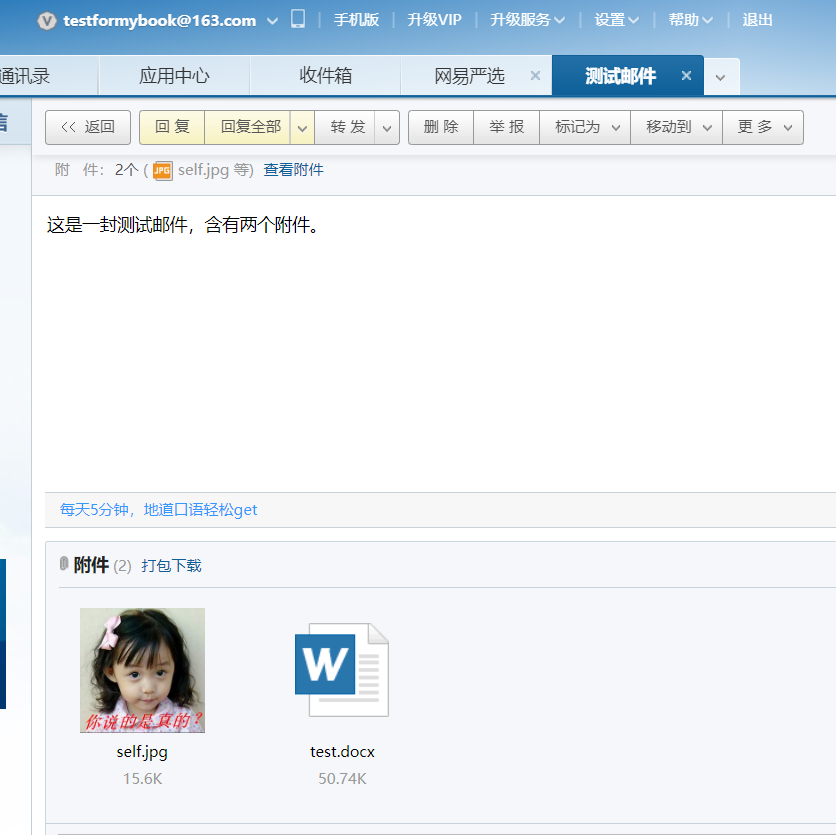 testformybook@163.com 手机版 升级VIP 升级服务 设置 帮助 退出
通讯录 应用中心 收件箱 网易严选 测试邮件
信
<< 返回 回 复 回复全部 转 发 删 除 举 报 标记为 移动到 更 多
附 件: 2个 ( JPG self.jpg 等) 查看附件
这是一封测试邮件，含有两个附件。
每天5分钟，地道口语轻松get
附件 (2) 打包下载
你说的是真的？
W
self.jpg test.docx
15.6K 50.74K